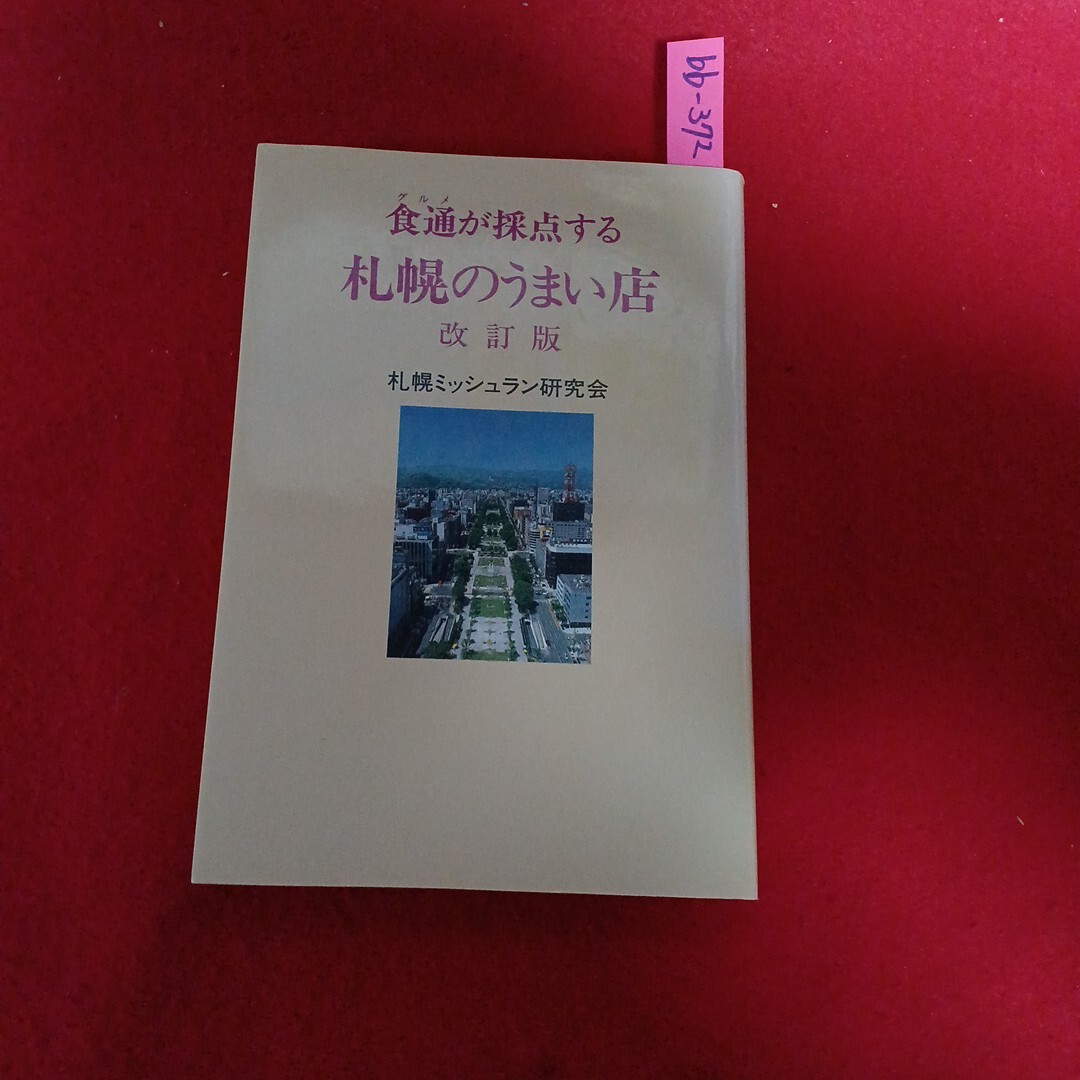 bb-372
グルメ
食通が採点する
札幌のうまい店
改訂版
札幌ミッシュラン研究会